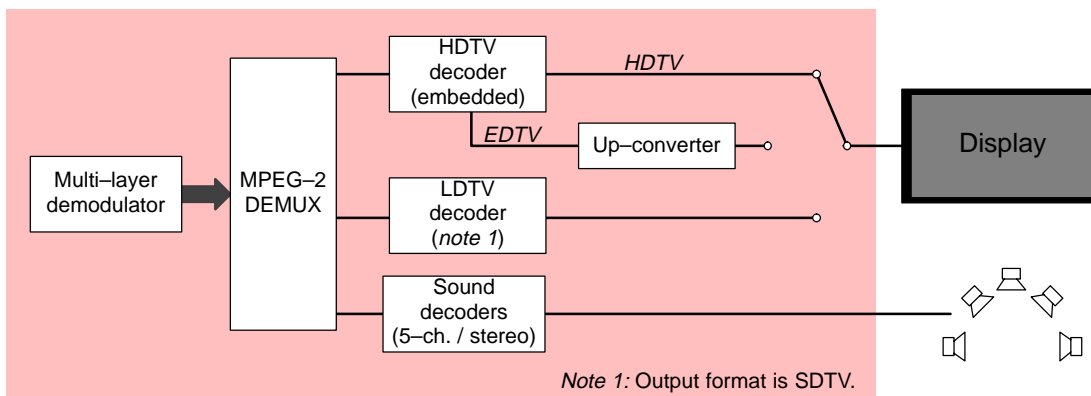 Multi–layer
demodulator
MPEG–2
DEMUX
HDTV
decoder
(embedded)
HDTV
EDTV
Up–converter
LDTV
decoder
(note 1)
Sound
decoders
(5–ch. / stereo)
Display
Note 1: Output format is SDTV.